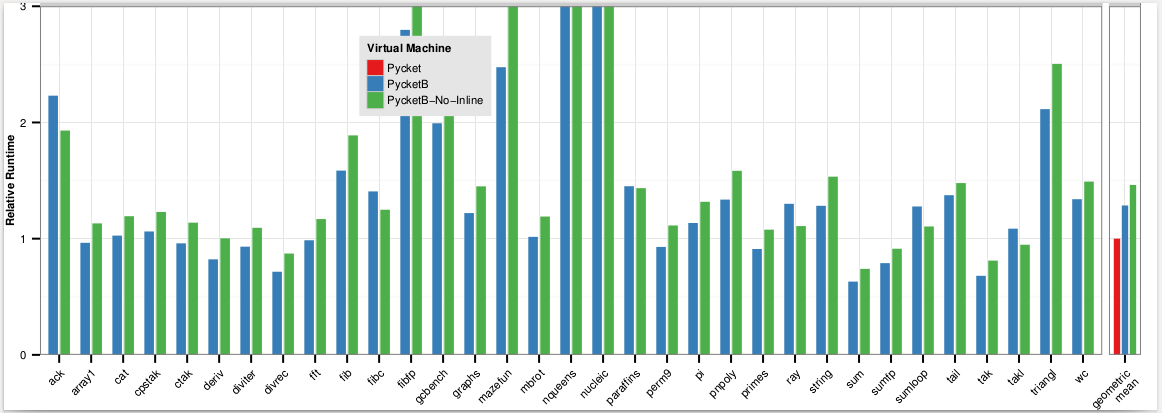 3
2
1
0
Relative Runtime
Virtual Machine
Pycket
PycketB
PycketB-No-Inline
ack
array1
cat
cpstak
ctak
deriv
diviter
divrec
fft
fib
fibc
fibfp
gcbench
graphs
mazefun
mbrot
nqueens
nucleic
paraffins
perm9
pi
pnpoly
primes
ray
string
sum
sumfp
sumloop
tail
tak
takl
triangl
wc
geometric
mean